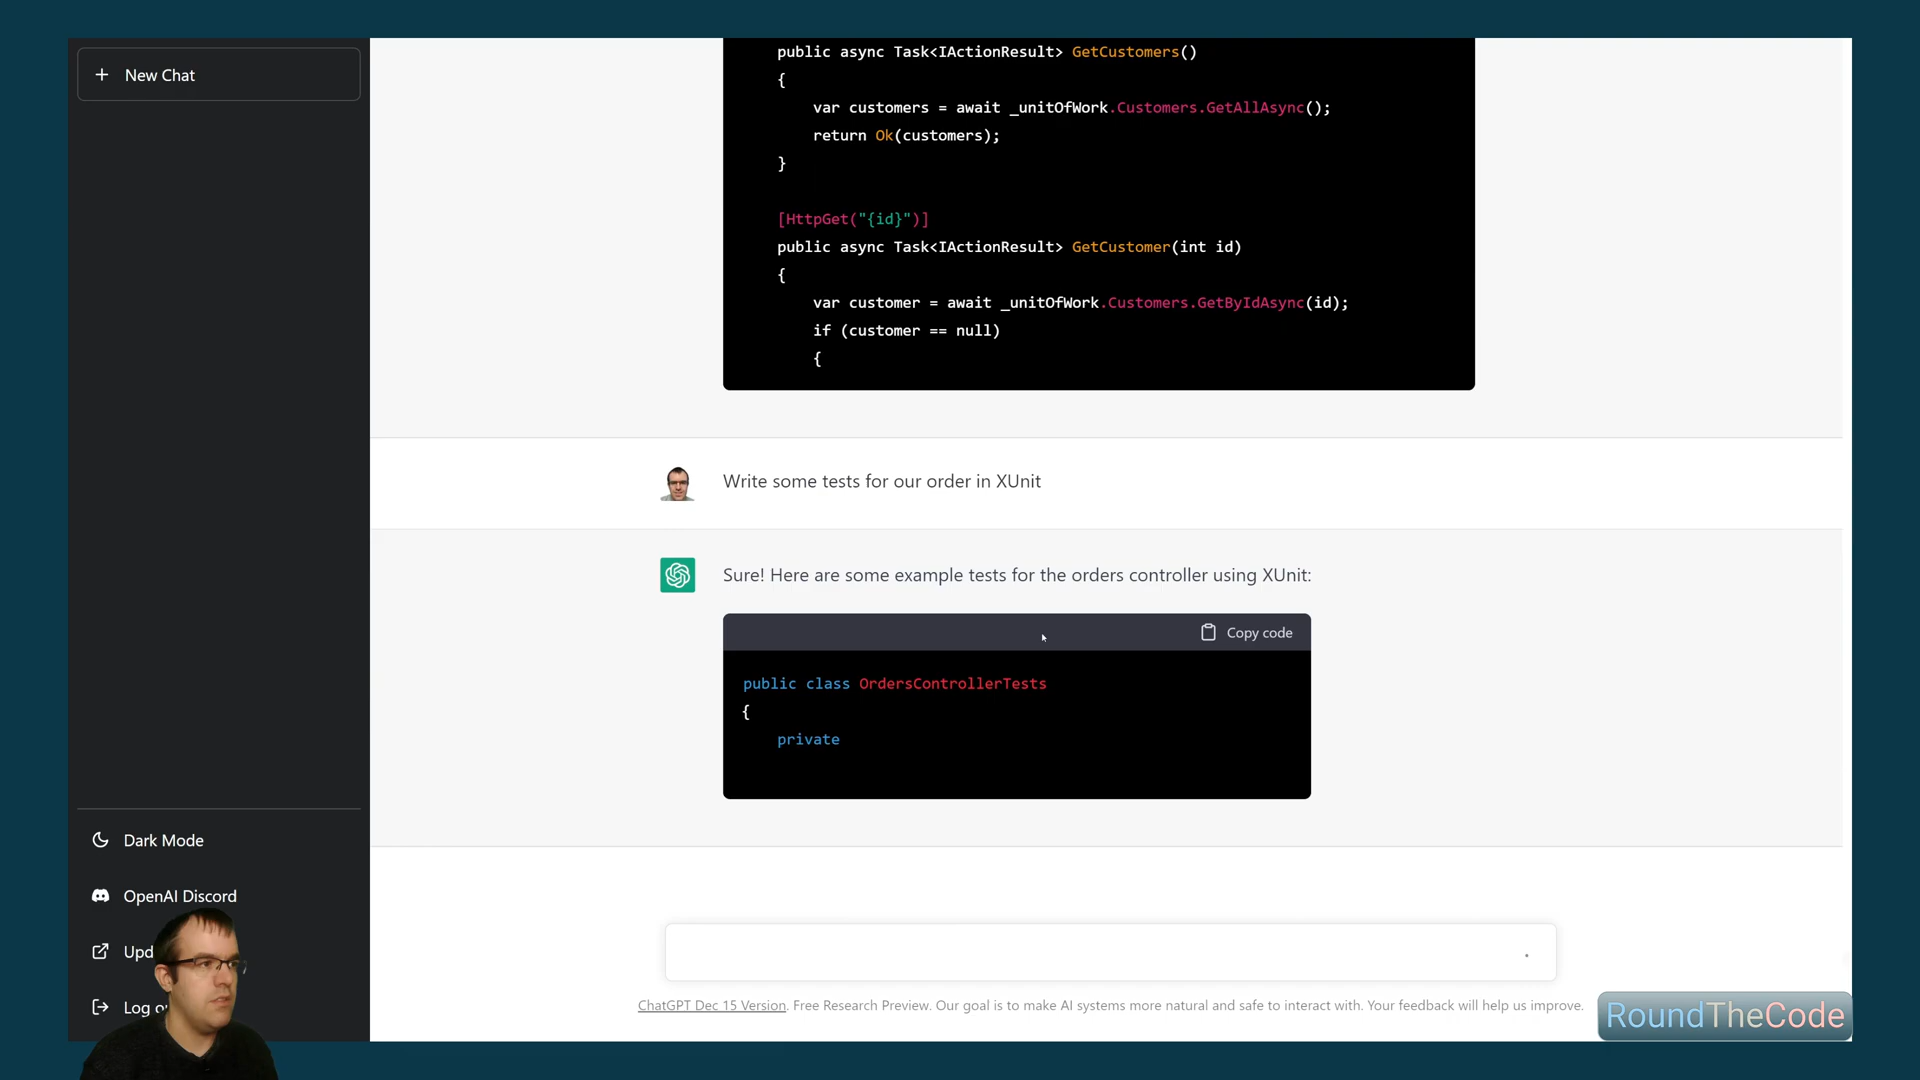 New Chat
public async Task<IActionResult> GetCustomers()
{
var customers = await _unitOfWork.Customers.GetAllAsync();
return Ok(customers);
}
[HttpGet("{id}")]
public async Task<IActionResult> GetCustomer(int id)
{
var customer = await _unitOfWork.Customers.GetByIdAsync(id);
if (customer == null)
{
Write some tests for our order in XUnit
Sure! Here are some example tests for the orders controller using XUnit:
Copy code
public class OrdersControllerTests
{
private
Dark Mode
OpenAI Discord
Upd
Log o
ChatGPT Dec 15 Version. Free Research Preview. Our goal is to make AI systems more natural and safe to interact with. Your feedback will help us improve.
RoundTheCode